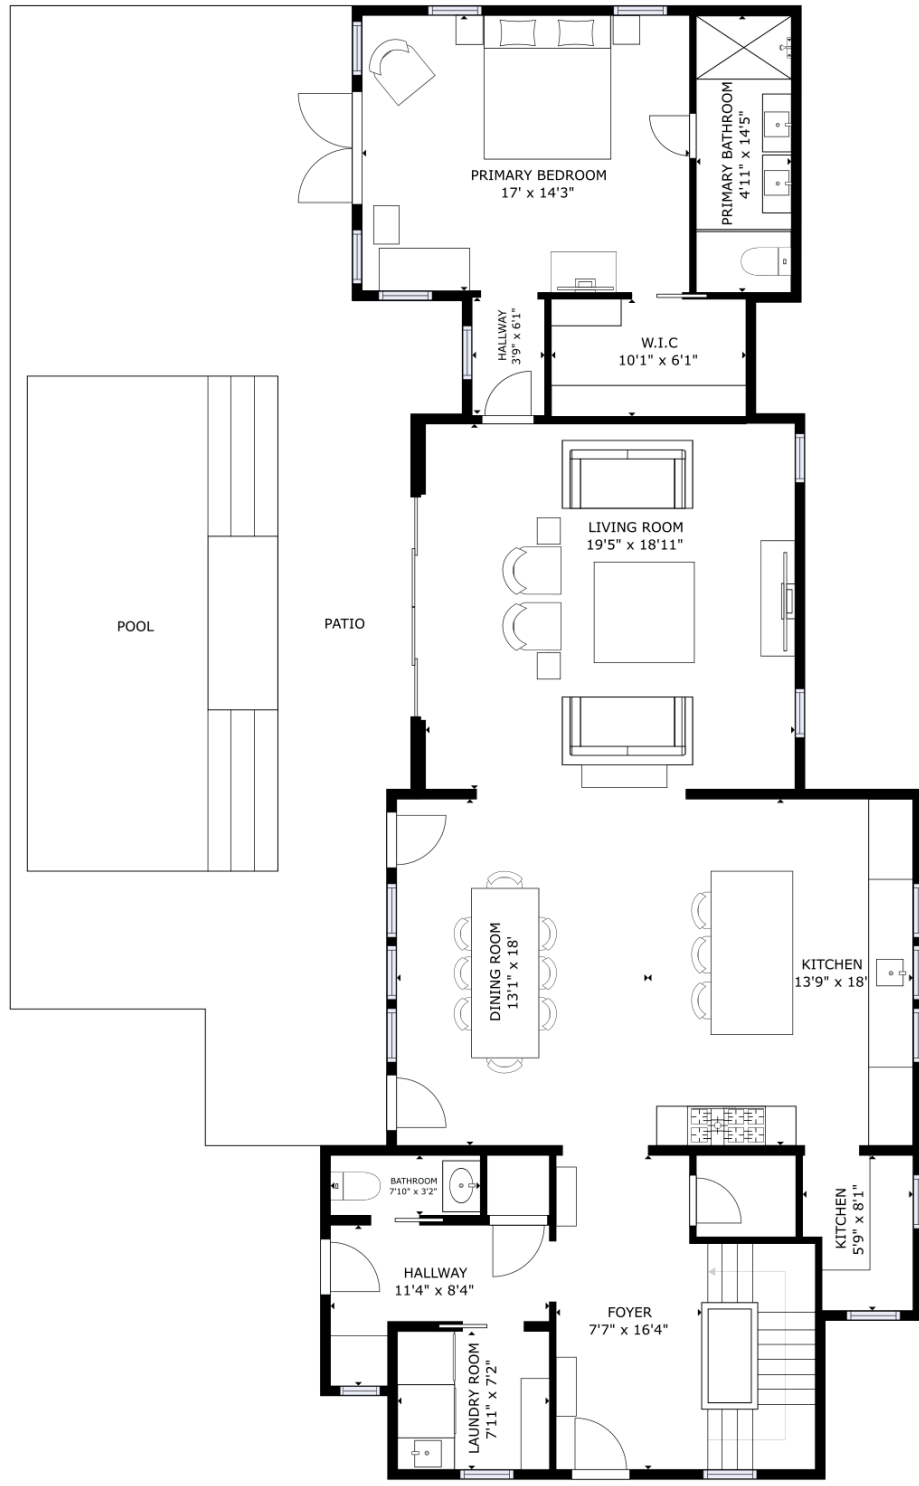 PRIMARY BEDROOM
17' x 14'3"
PRIMARY BATHROOM
4'11" x 14'5"
HALLWAY
3'9" x 6'1"
W.I.C
10'1" x 6'1"
LIVING ROOM
19'5" x 18'11"
POOL
PATIO
DINING ROOM
13'1" x 18'
KITCHEN
13'9" x 18'
BATHROOM
7'10" x 3'2"
KITCHEN
5'9" x 8'1"
HALLWAY
11'4" x 8'4"
FOYER
7'7" x 16'4"
LAUNDRY ROOM
7'11" x 7'2"